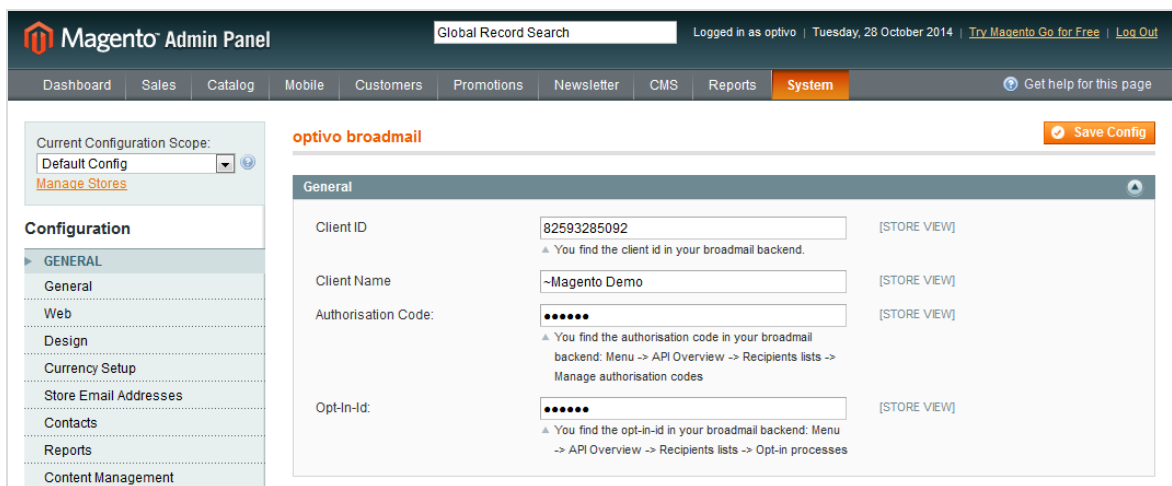 Magento Admin Panel
Global Record Search
Logged in as optivo | Tuesday, 28 October 2014 | Try Magento Go for Free | Log Out
Dashboard Sales Catalog Mobile Customers Promotions Newsletter CMS Reports System Get help for this page
Current Configuration Scope:
Default Config
Manage Stores
Configuration
GENERAL
General
Web
Design
Currency Setup
Store Email Addresses
Contacts
Reports
Content Management
optivo broadmail
Save Config
General
Client ID 82593285092 [STORE VIEW]
You find the client id in your broadmail backend.
Client Name ~Magento Demo [STORE VIEW]
Authorisation Code: •••••• [STORE VIEW]
You find the authorisation code in your broadmail
backend: Menu -> API Overview -> Recipients lists ->
Manage authorisation codes
Opt-In-Id: •••••• [STORE VIEW]
You find the opt-in-id in your broadmail backend: Menu
-> API Overview -> Recipients lists -> Opt-in processes